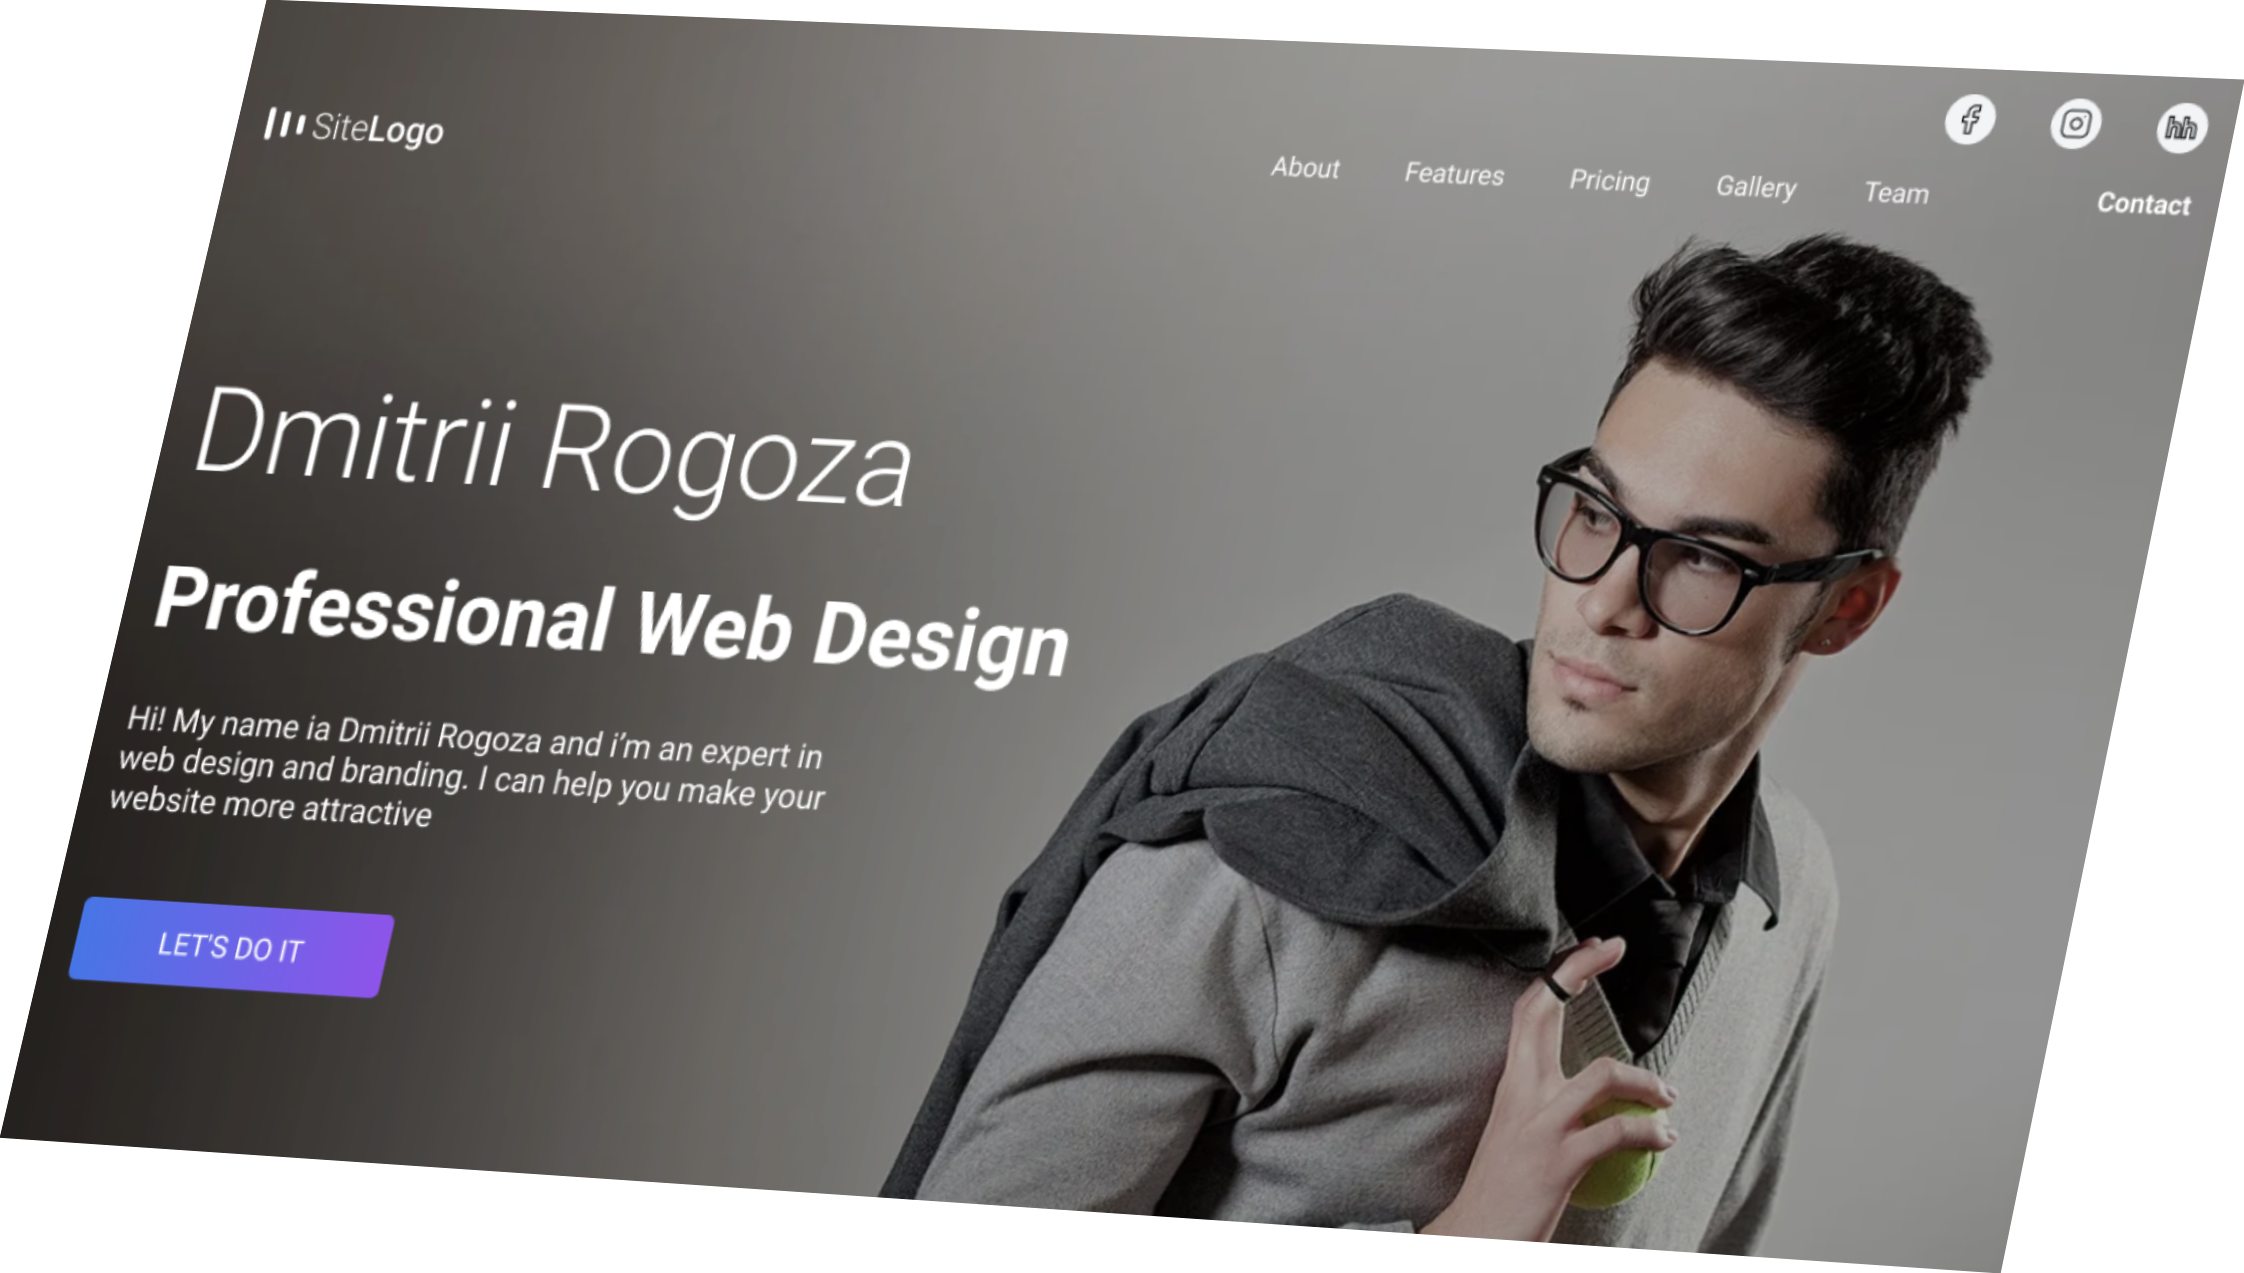 SiteLogo
hh
About Features Pricing Gallery Team Contact
Dmitrii Rogoza
Professional Web Design
Hi! My name ia Dmitrii Rogoza and i'm an expert in
web design and branding. I can help you make your
website more attractive
LET'S DO IT